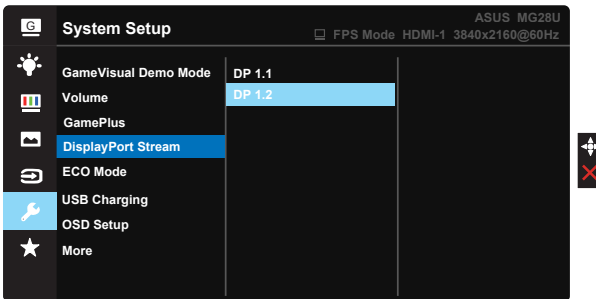 G
System Setup
ASUS MG28U
FPS Mode HDMI-1 3840x2160@60Hz
GameVisual Demo Mode
DP 1.1
Volume
DP 1.2
GamePlus
DisplayPort Stream
ECO Mode
USB Charging
OSD Setup
More